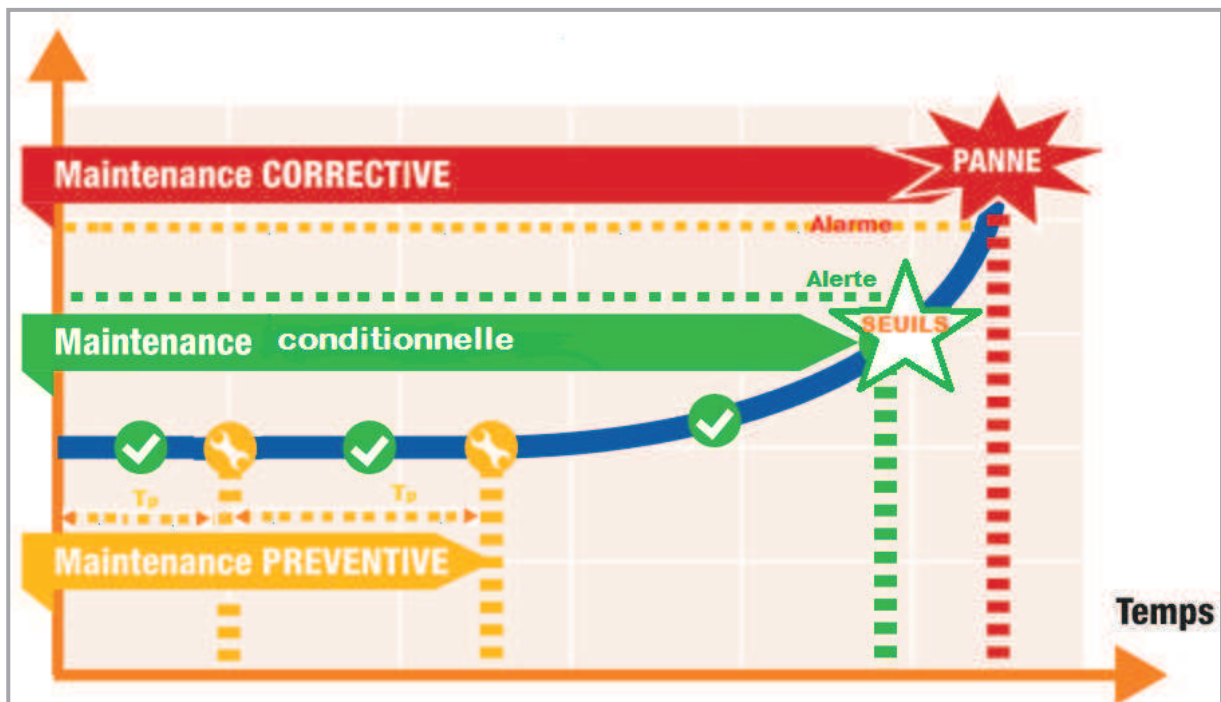 Maintenance CORRECTIVE
PANNE
Alarme
Alerte
SEUILS
Maintenance conditionnelle
Tp
Tp
Maintenance PREVENTIVE
Temps